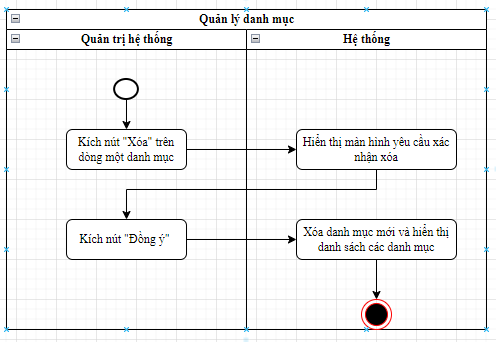 Quản lý danh mục
Quản trị hệ thống
Hệ thống
Kích nút "Xóa" trên
dòng một danh mục
Hiển thị màn hình yêu cầu xác
nhận xóa
Kích nút "Đồng ý"
Xóa danh mục mới và hiển thị
danh sách các danh mục